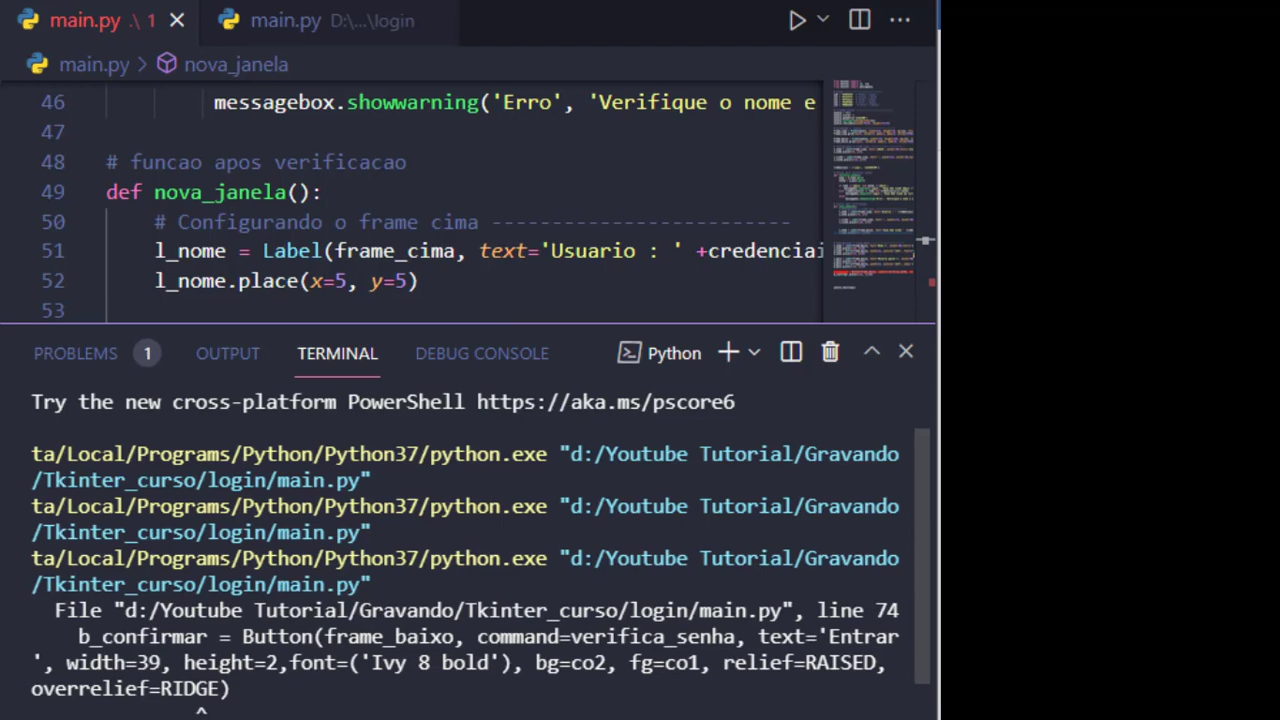 main.py .\ 1
main.py D:\...\login
main.py > nova_janela
46 messagebox.showwarning('Erro', 'Verifique o nome e
47
48 # funcao apos verificacao
49 def nova_janela():
50 # Configurando o frame cima -------------------------
51 l_nome = Label(frame_cima, text='Usuario : ' +credenciai
52 l_nome.place(x=5, y=5)
53
PROBLEMS 1 OUTPUT TERMINAL DEBUG CONSOLE Python
Try the new cross-platform PowerShell https://aka.ms/pscore6
ta/Local/Programs/Python/Python37/python.exe "d:/Youtube Tutorial/Gravando
/Tkinter_curso/login/main.py"
ta/Local/Programs/Python/Python37/python.exe "d:/Youtube Tutorial/Gravando
/Tkinter_curso/login/main.py"
ta/Local/Programs/Python/Python37/python.exe "d:/Youtube Tutorial/Gravando
/Tkinter_curso/login/main.py"
File "d:/Youtube Tutorial/Gravando/Tkinter_curso/login/main.py", line 74
b_confirmar = Button(frame_baixo, command=verifica_senha, text='Entrar
', width=39, height=2,font=('Ivy 8 bold'), bg=co2, fg=co1, relief=RAISED,
overrelief=RIDGE)
^